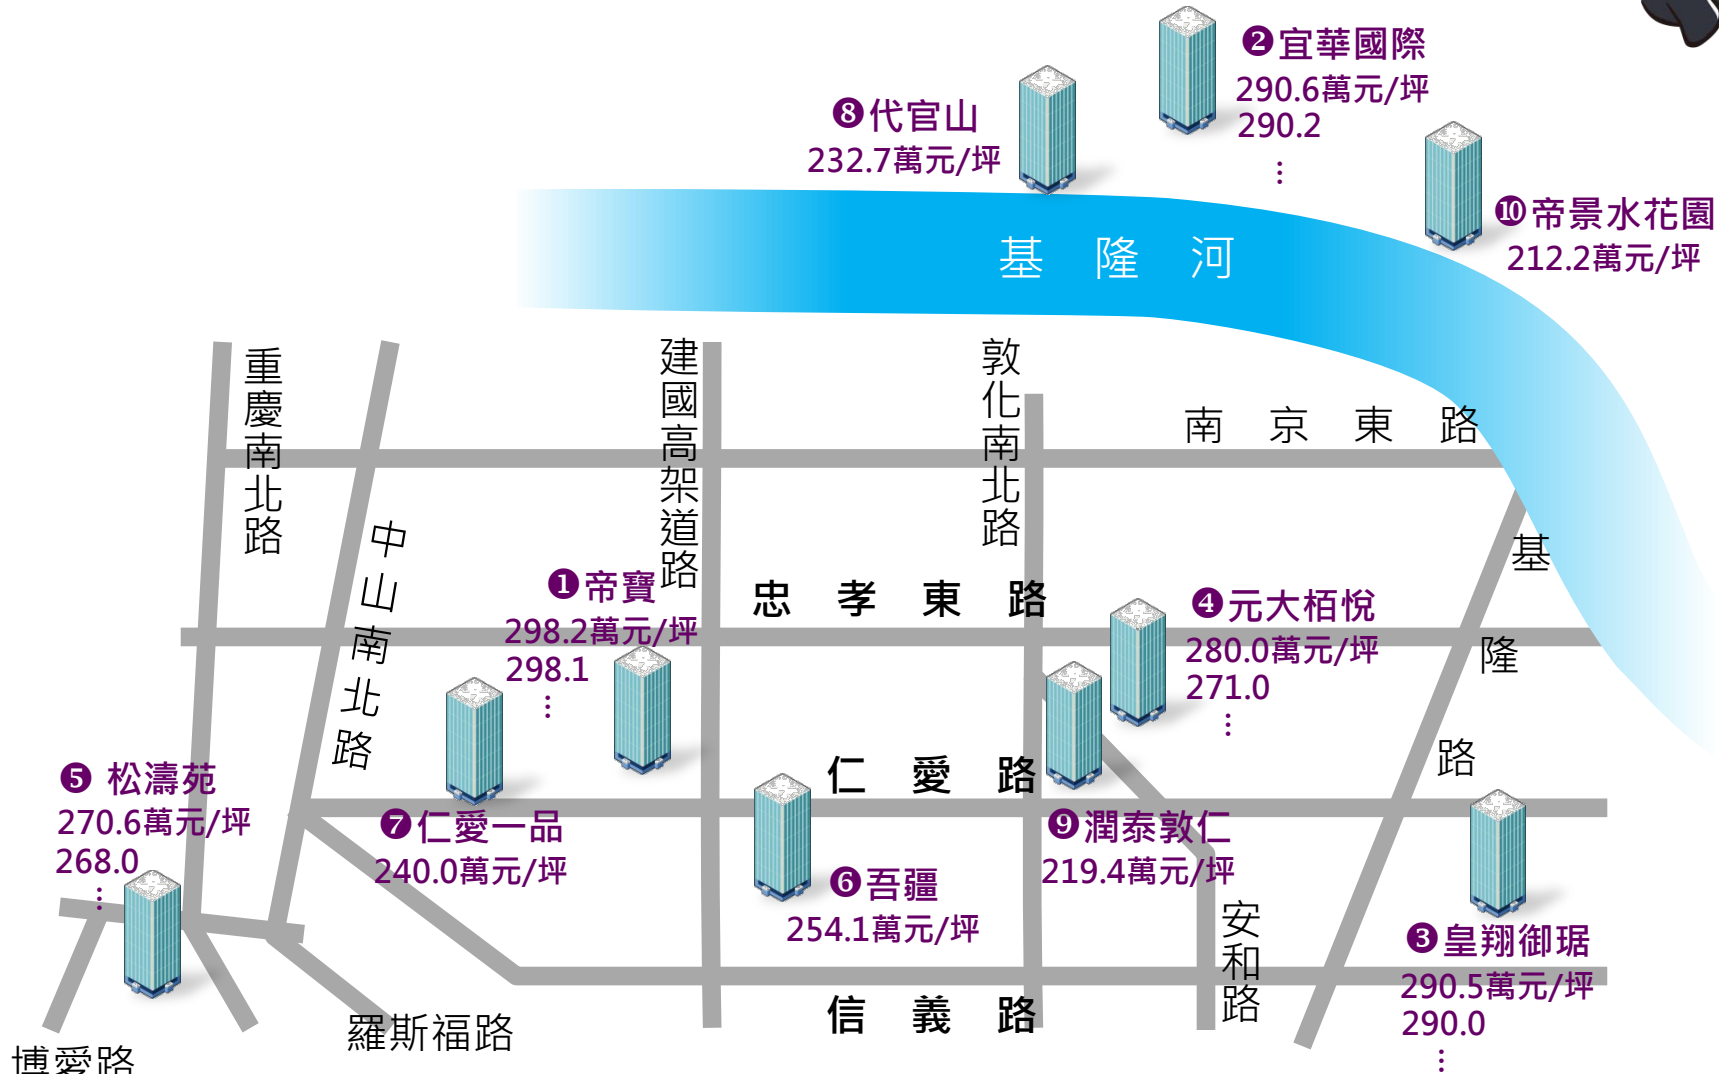 ❷宜華國際
290.6萬元/坪
290.2
⋮
❽代官山
232.7萬元/坪
❿帝景水花園
212.2萬元/坪
基隆河
重慶南北路
建國高架道路
敦化南北路
南京東路
中山南北路
❶帝寶
298.2萬元/坪
298.1
⋮
忠孝東路
❹元大栢悅
280.0萬元/坪
271.0
⋮
基隆路
❺ 松濤苑
270.6萬元/坪
268.0
⋮
仁愛路
❼仁愛一品
240.0萬元/坪
❾潤泰敦仁
219.4萬元/坪
❻吾疆
254.1萬元/坪
安和路
❸皇翔御琚
290.5萬元/坪
290.0
⋮
信義路
羅斯福路
博愛路